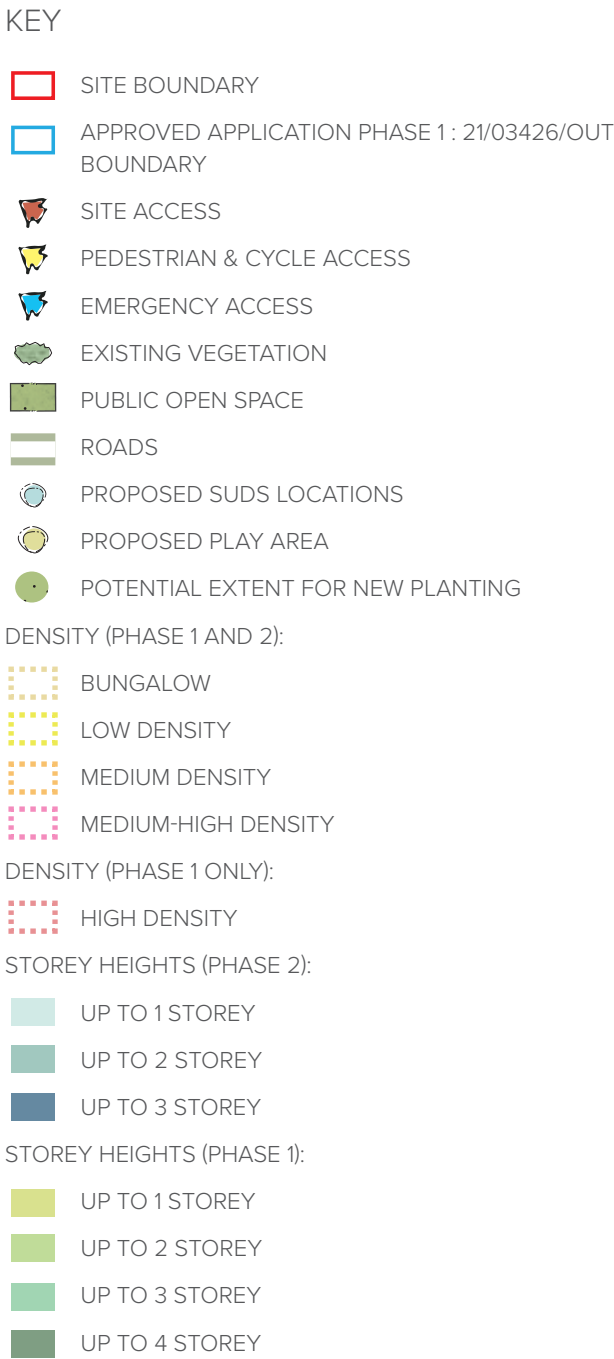 KEY
SITE BOUNDARY
APPROVED APPLICATION PHASE 1 : 21/03426/OUT
BOUNDARY
SITE ACCESS
PEDESTRIAN & CYCLE ACCESS
EMERGENCY ACCESS
EXISTING VEGETATION
PUBLIC OPEN SPACE
ROADS
PROPOSED SUDS LOCATIONS
PROPOSED PLAY AREA
POTENTIAL EXTENT FOR NEW PLANTING
DENSITY (PHASE 1 AND 2):
BUNGALOW
LOW DENSITY
MEDIUM DENSITY
MEDIUM-HIGH DENSITY
DENSITY (PHASE 1 ONLY):
HIGH DENSITY
STOREY HEIGHTS (PHASE 2):
UP TO 1 STOREY
UP TO 2 STOREY
UP TO 3 STOREY
STOREY HEIGHTS (PHASE 1):
UP TO 1 STOREY
UP TO 2 STOREY
UP TO 3 STOREY
UP TO 4 STOREY